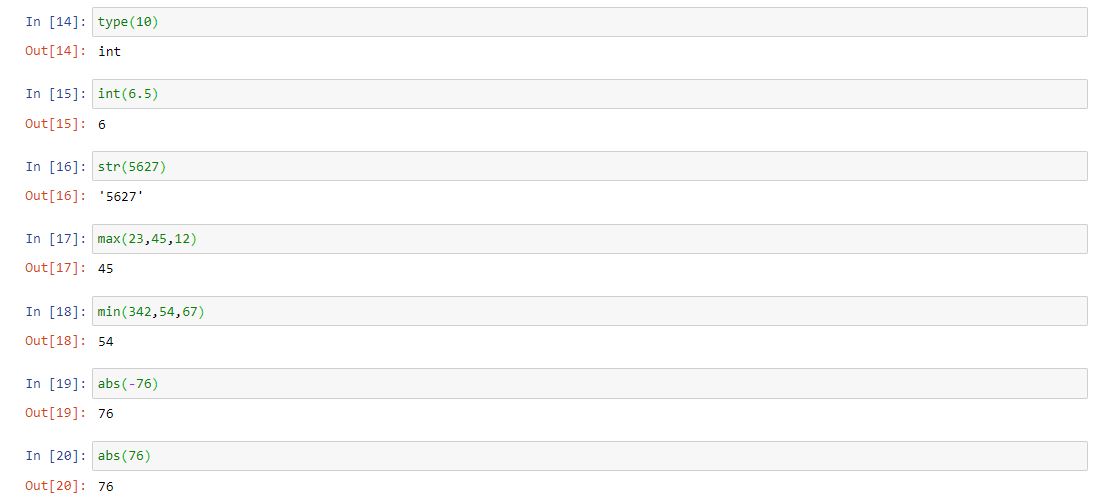 In [14]: type(10)
Out[14]: int
In [15]: int(6.5)
Out[15]: 6
In [16]: str(5627)
Out[16]: '5627'
In [17]: max(23,45,12)
Out[17]: 45
In [18]: min(342,54,67)
Out[18]: 54
In [19]: abs(-76)
Out[19]: 76
In [20]: abs(76)
Out[20]: 76